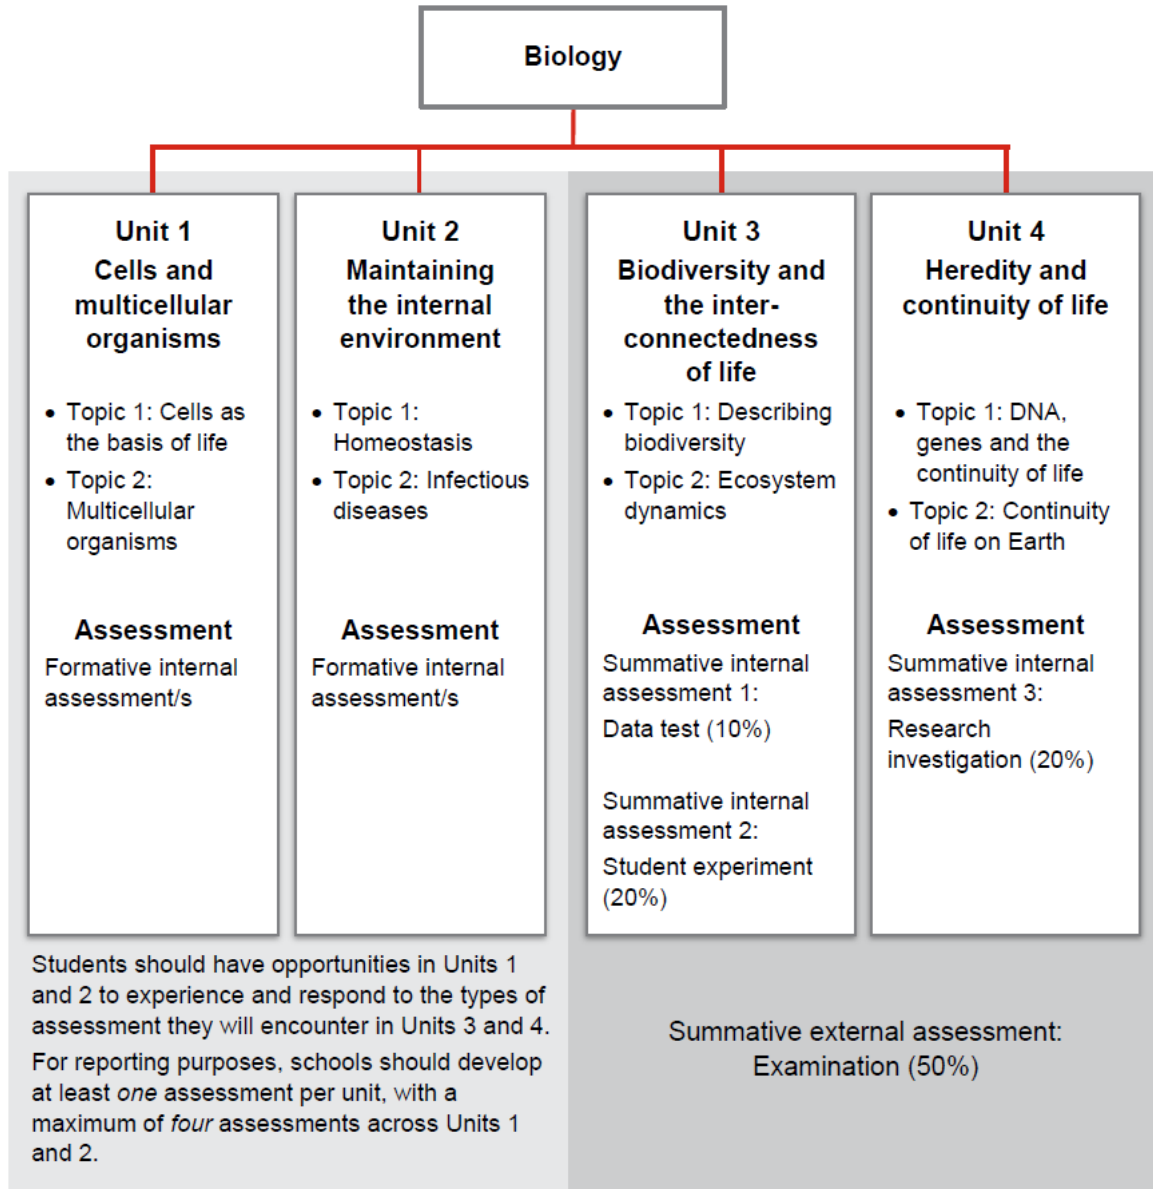 Biology
Unit 1
Cells and
multicellular
organisms
• Topic 1: Cells as
the basis of life
• Topic 2:
Multicellular
organisms
Assessment
Formative internal
assessment/s
Unit 2
Maintaining
the internal
environment
• Topic 1:
Homeostasis
• Topic 2: Infectious
diseases
Assessment
Formative internal
assessment/s
Unit 3
Biodiversity and
the inter-
connectedness
of life
• Topic 1: Describing
biodiversity
• Topic 2: Ecosystem
dynamics
Assessment
Summative internal
assessment 1:
Data test (10%)
Summative internal
assessment 2:
Student experiment
(20%)
Unit 4
Heredity and
continuity of life
• Topic 1: DNA,
genes and the
continuity of life
• Topic 2: Continuity
of life on Earth
Assessment
Summative internal
assessment 3:
Research
investigation (20%)
Students should have opportunities in Units 1
and 2 to experience and respond to the types of
assessment they will encounter in Units 3 and 4.
For reporting purposes, schools should develop
at least one assessment per unit, with a
maximum of four assessments across Units 1
and 2.
Summative external assessment:
Examination (50%)